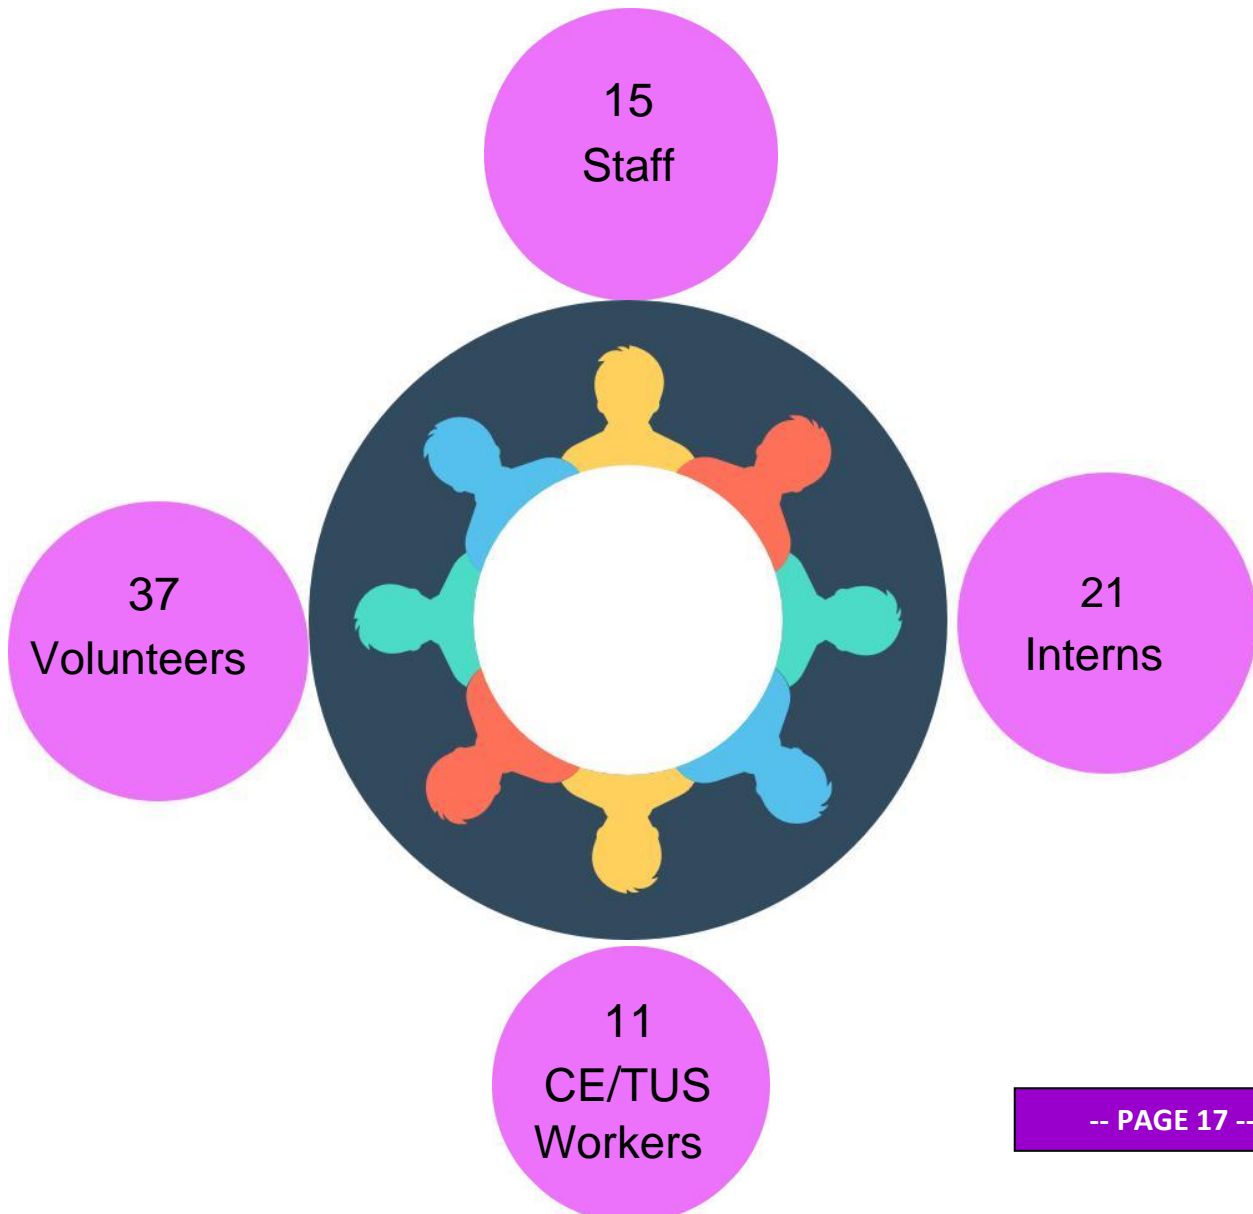 15
Staff
37
Volunteers
21
Interns
11
CE/TUS
Workers
-- PAGE 17 --